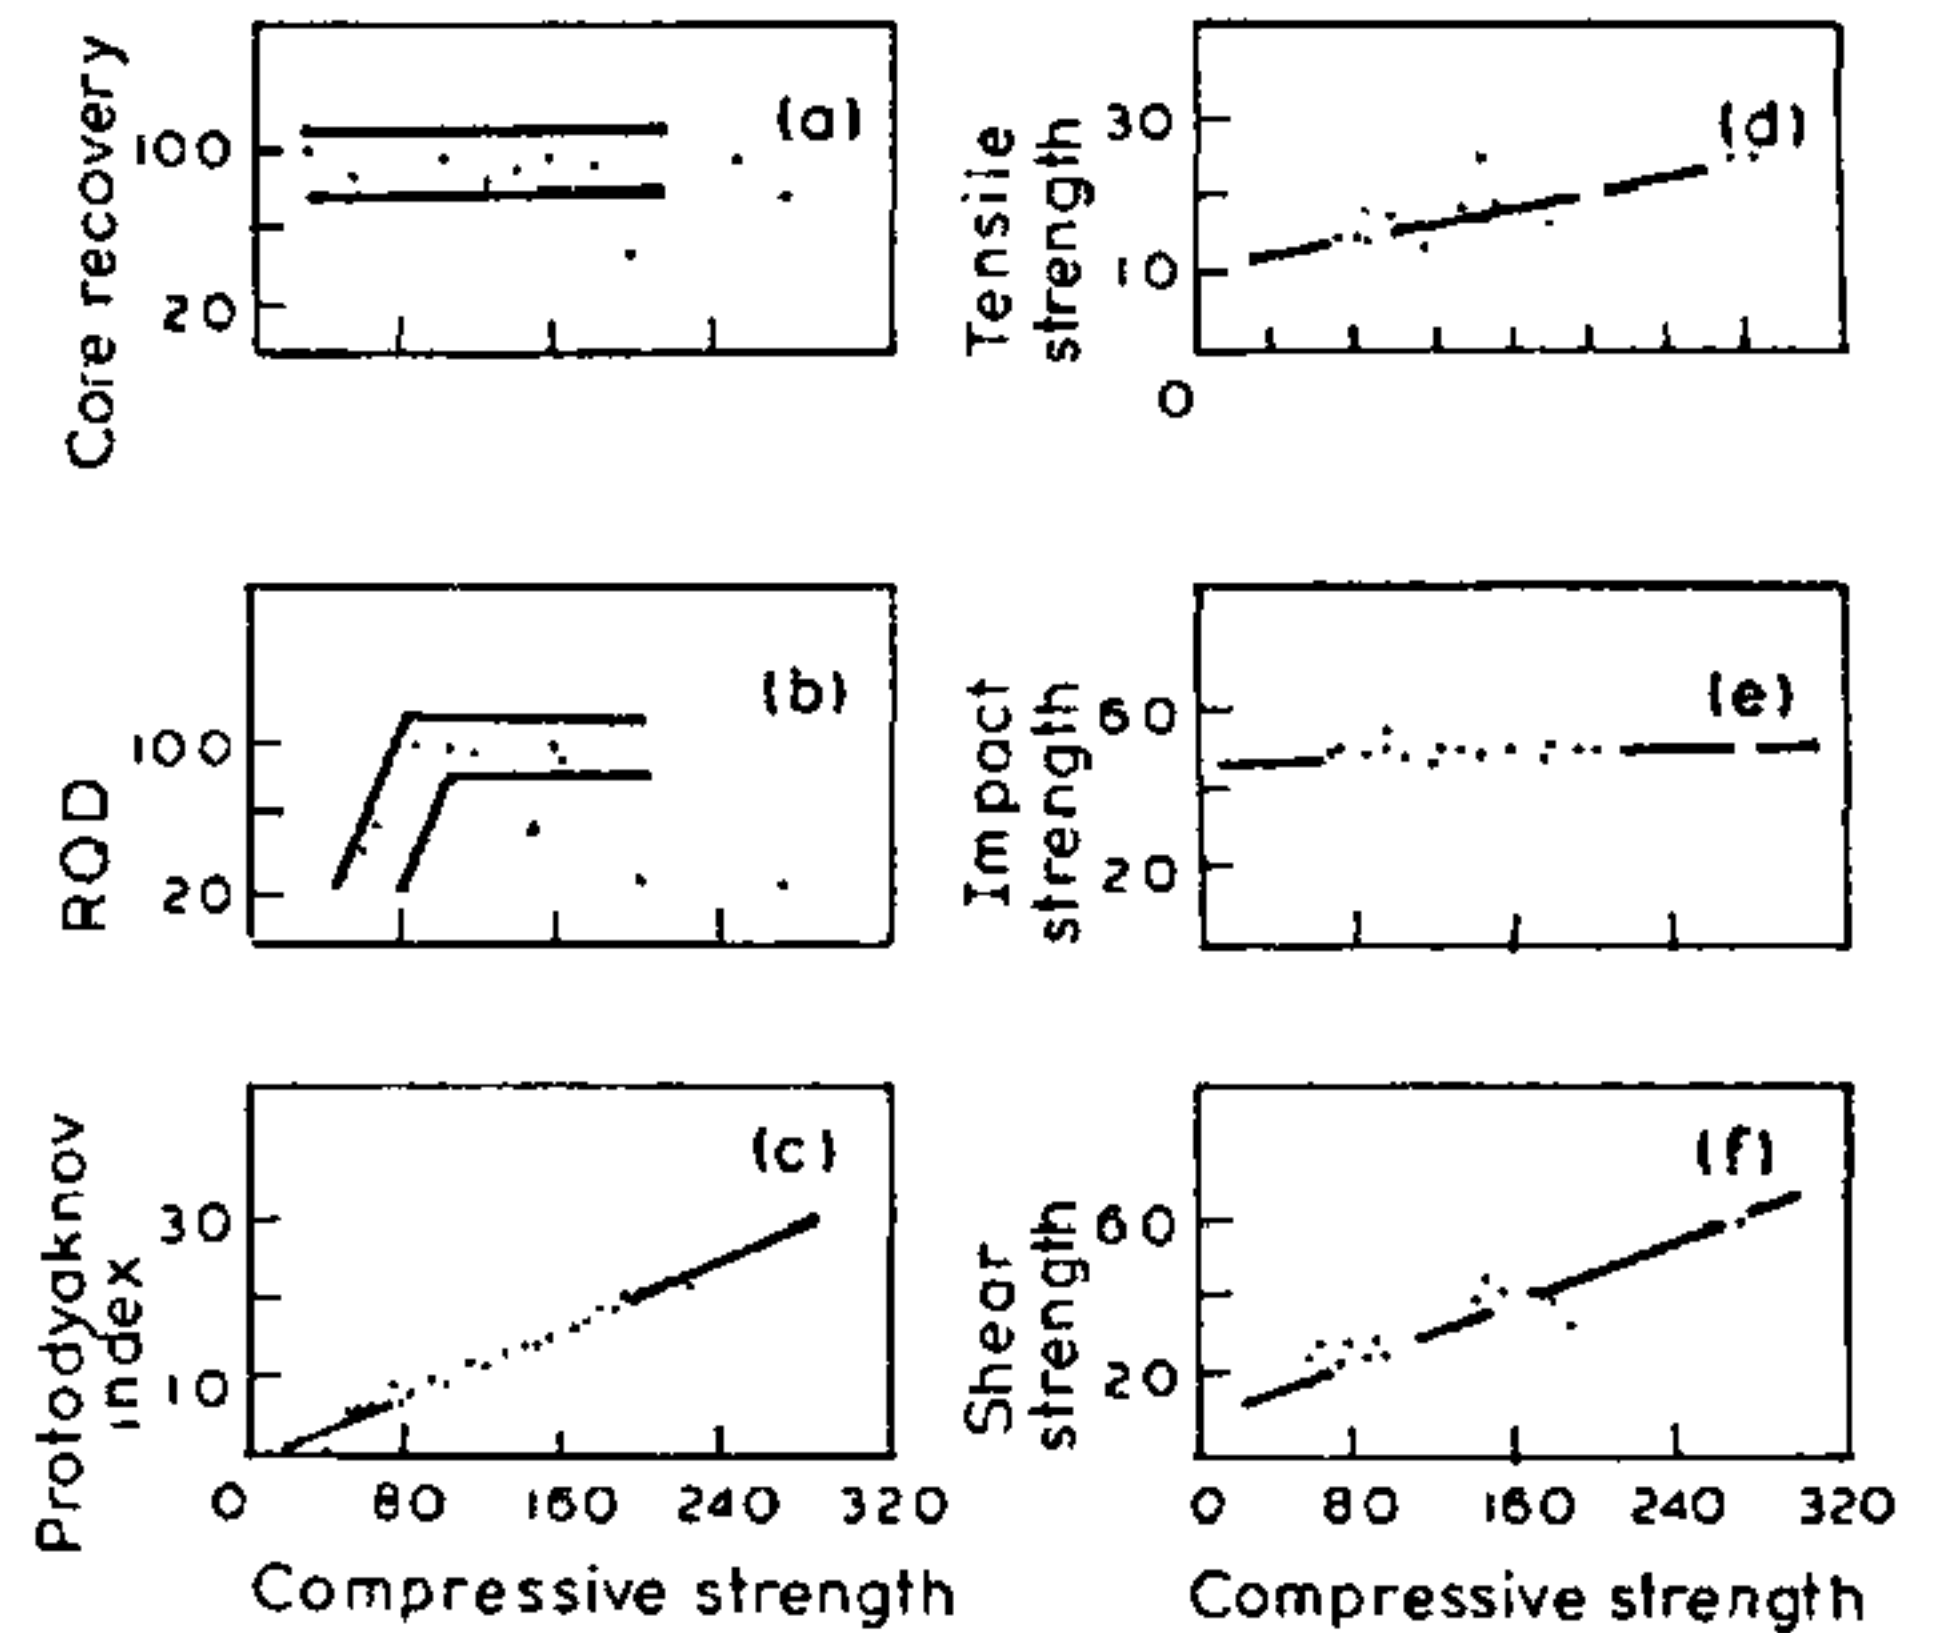 Core recovery
100
20
(a)
Tensile
strength
30
10
0
(d)
RQD
100
20
(b)
Impact
strength
60
20
(e)
Protodyaknov
index
30
10
(c)
0 80 160 240 320
Compressive strength
Shear
strength
60
20
(f)
0 80 160 240 320
Compressive strength